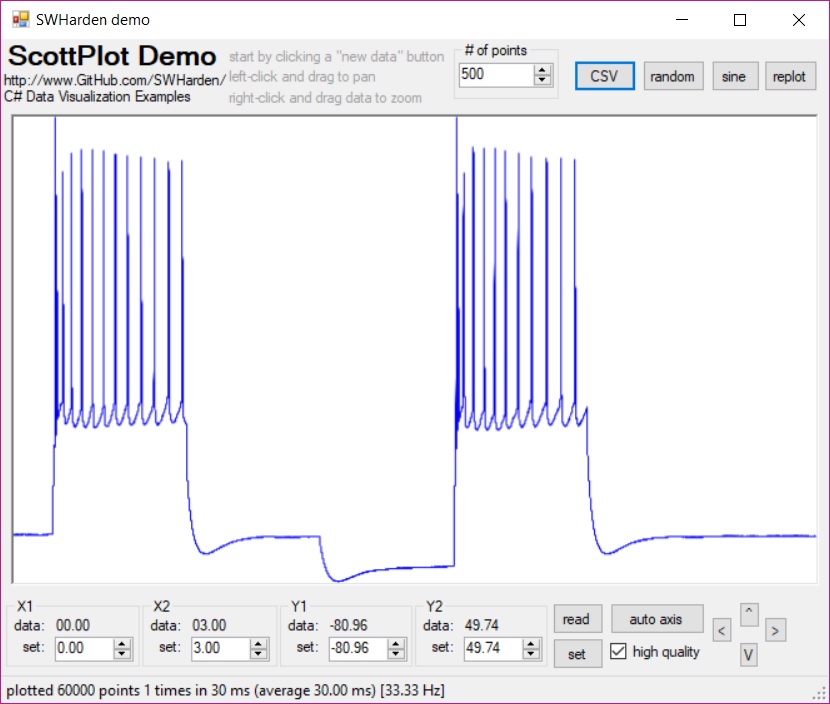 SWHarden demo
ScottPlot Demo
http://www.GitHub.com/SWHarden/
C# Data Visualization Examples
start by clicking a "new data" button
left-click and drag to pan
right-click and drag data to zoom
# of points
500
CSV random sine replot
X1 X2 Y1 Y2
data: 00.00 data: 03.00 data: -80.96 data: 49.74
set: 0.00 set: 3.00 set: -80.96 set: 49.74
read auto axis
set high quality
< ^ > V
plotted 60000 points 1 times in 30 ms (average 30.00 ms) [33.33 Hz]